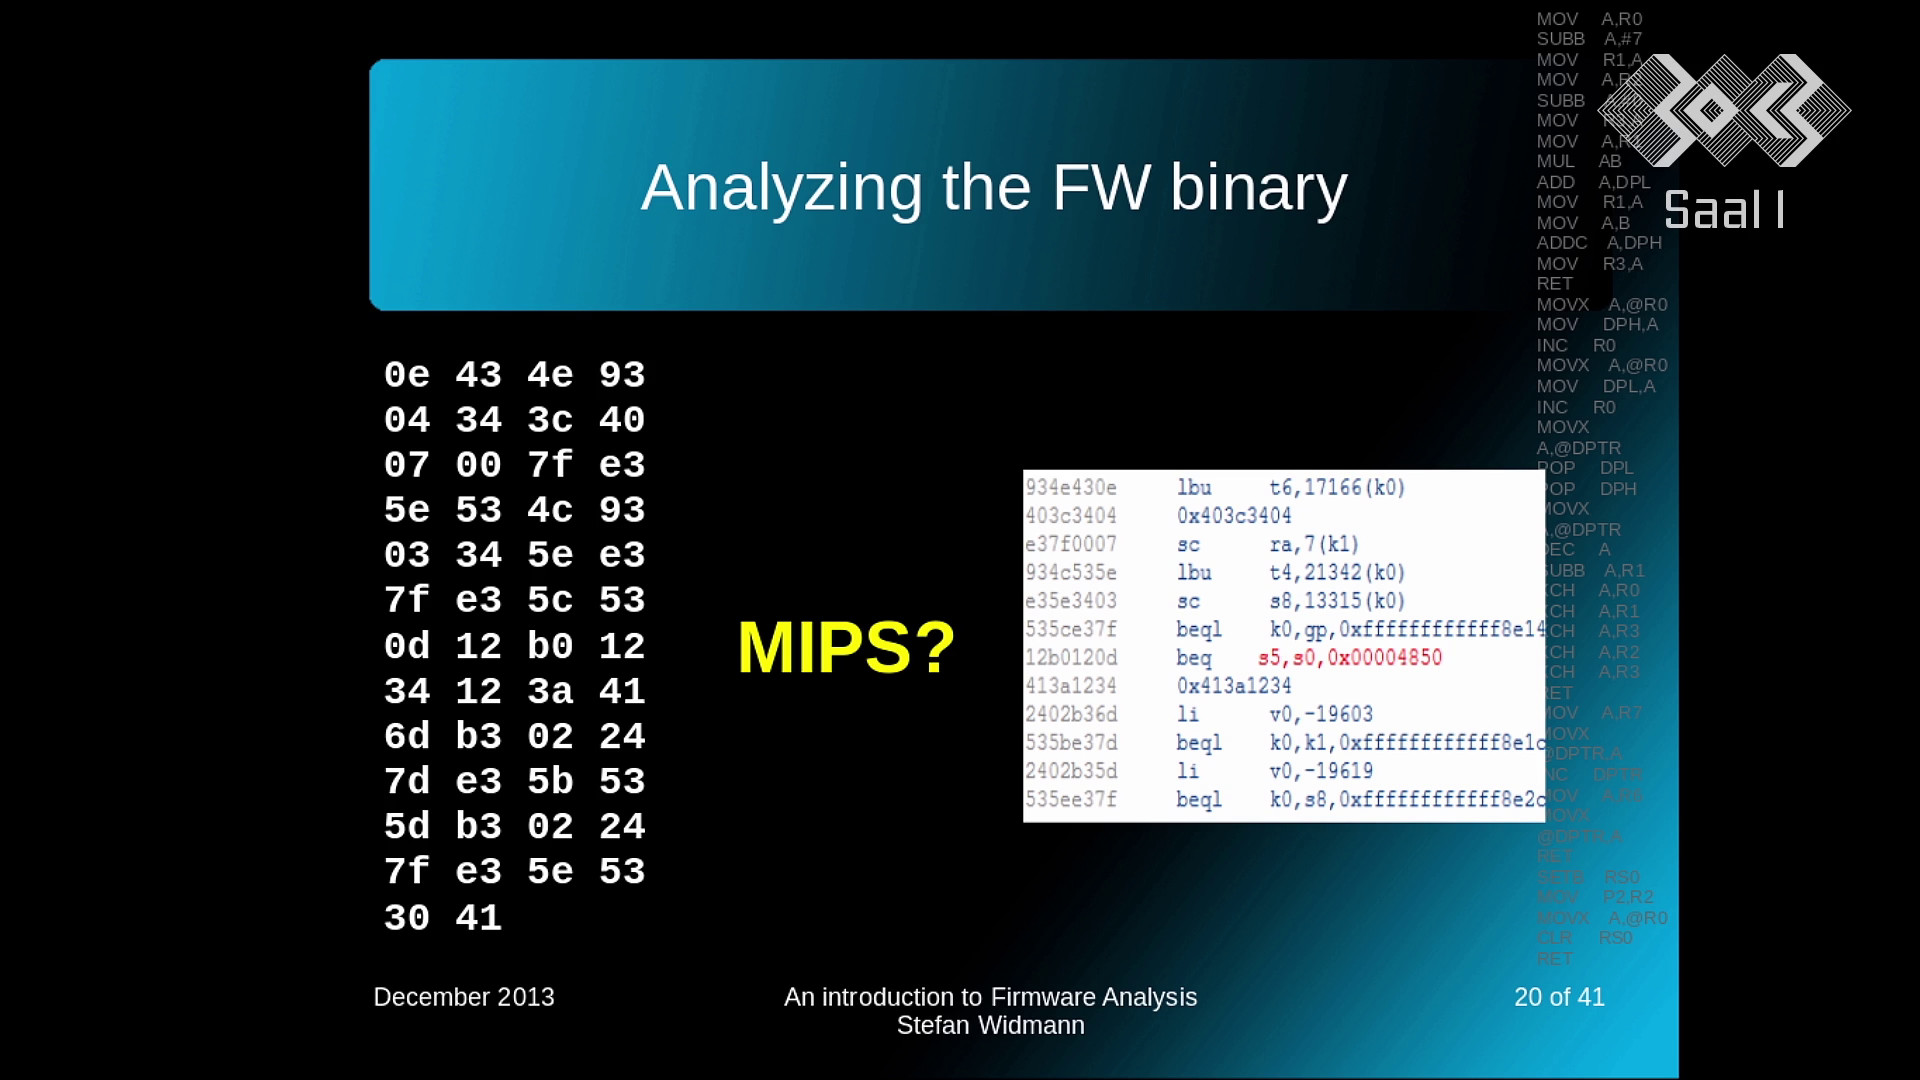 Analyzing the FW binary
Saal 1
0e 43 4e 93
04 34 3c 40
07 00 7f e3
5e 53 4c 93
03 34 5e e3
7f e3 5c 53
0d 12 b0 12
34 12 3a 41
6d b3 02 24
7d e3 5b 53
5d b3 02 24
7f e3 5e 53
30 41
MIPS?
934e430e lbu t6,17166(k0)
403c3404 0x403c3404
e37f0007 sc ra,7(k1)
934c535e lbu t4,21342(k0)
e35e3403 sc s8,13315(k0)
535ce37f beql k0,gp,0xffffffffffff8e14
12b0120d beq s5,s0,0x00004850
413a1234 0x413a1234
2402b36d li v0,-19603
535be37d beql k0,k1,0xffffffffffff8e1c
2402b35d li v0,-19619
535ee37f beql k0,s8,0xffffffffffff8e2c
MOV A,R0
SUBB A,#7
MOV R1,A
MOV
SUBB
MOV
MOV
MUL AB
ADD A,DPL
MOV R1,A
MOV A,B
ADDC A,DPH
MOV R3,A
RET
MOVX A,@R0
MOV DPH,A
INC R0
MOVX A,@R0
MOV DPL,A
INC R0
MOVX
A,@DPTR
POP DPL
POP DPH
MOVX
A,@DPTR
DEC A
SUBB A,R1
XCH A,R0
XCH A,R1
XCH A,R3
XCH A,R2
XCH A,R3
RET
MOV A,R7
MOVX
@DPTR,A
INC DPTR
MOV A,R6
MOVX
@DPTR,A
RET
SETB RS0
MOV P2,R2
MOVX A,@R0
CLR RS0
RET
December 2013
An introduction to Firmware Analysis
Stefan Widmann
20 of 41